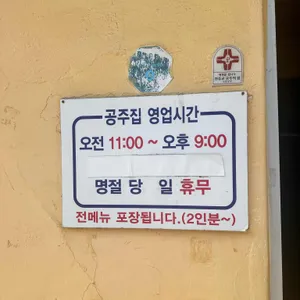 공주집 영업시간
오전 11:00 ~ 오후 9:00
명절 당 일 휴무
전메뉴 포장됩니다.(2인분~)